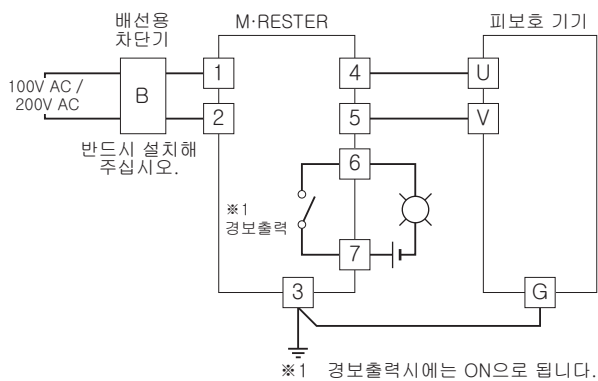 배선용
차단기
M·RESTER
피보호 기기
100V AC /
200V AC
B
1
2
4
5
U
V
반드시 설치해
주십시오.
6
※1
경보출력
7
3
G
※1 경보출력시에는 ON으로 됩니다.